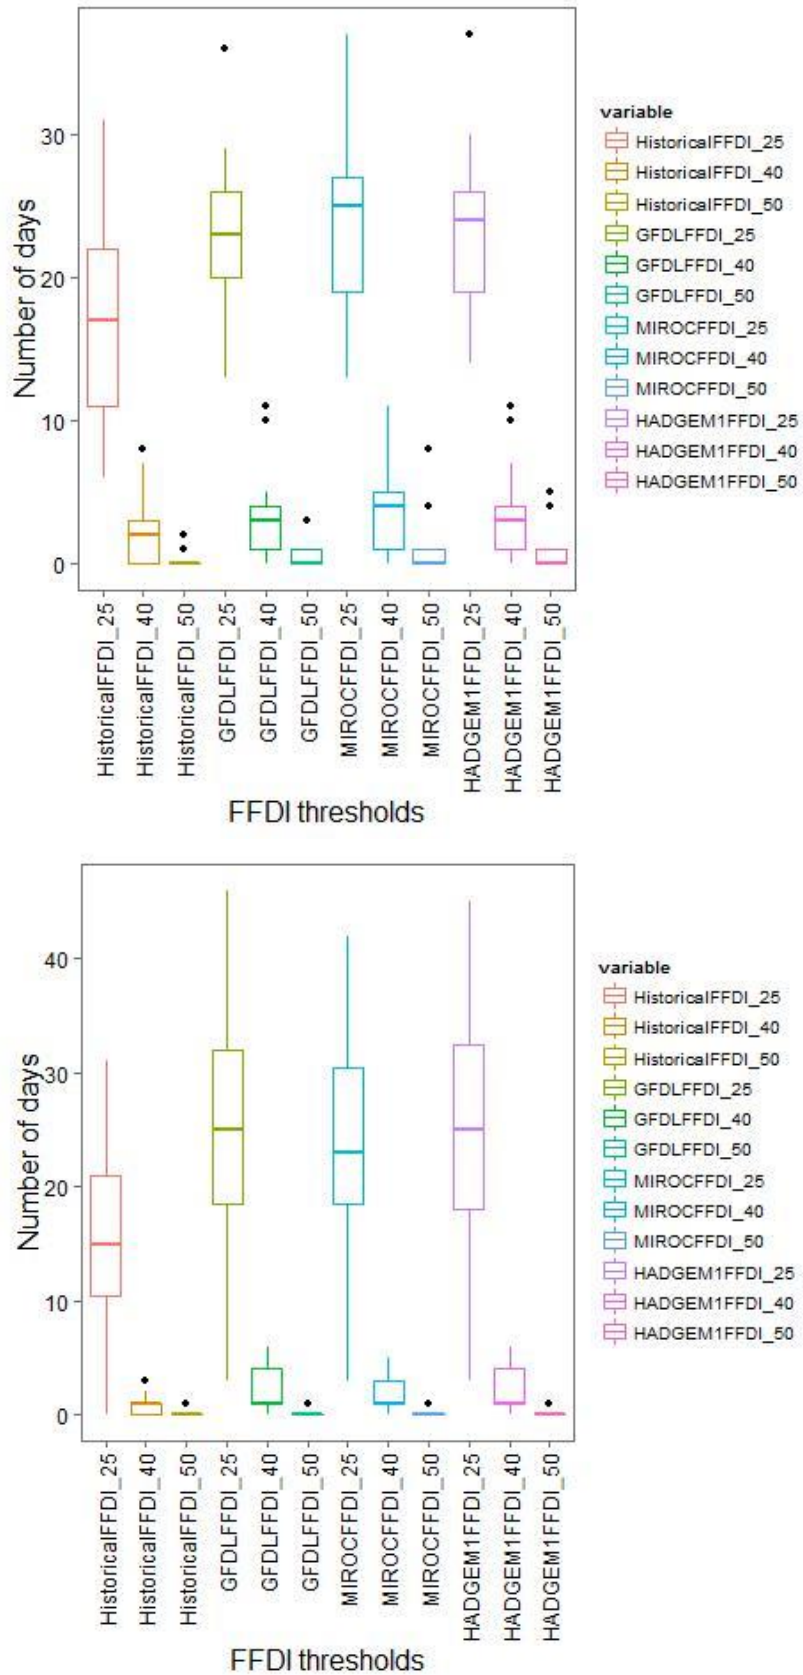 Number of days
30
20
10
0
HistoricalFFDI_25
HistoricalFFDI_40
HistoricalFFDI_50
GFDLFFDI_25
GFDLFFDI_40
GFDLFFDI_50
MIROCFFDI_25
MIROCFFDI_40
MIROCFFDI_50
HADGEM1FFDI_25
HADGEM1FFDI_40
HADGEM1FFDI_50
FFDI thresholds
variable
HistoricalFFDI_25
HistoricalFFDI_40
HistoricalFFDI_50
GFDLFFDI_25
GFDLFFDI_40
GFDLFFDI_50
MIROCFFDI_25
MIROCFFDI_40
MIROCFFDI_50
HADGEM1FFDI_25
HADGEM1FFDI_40
HADGEM1FFDI_50
Number of days
40
30
20
10
0
HistoricalFFDI_25
HistoricalFFDI_40
HistoricalFFDI_50
GFDLFFDI_25
GFDLFFDI_40
GFDLFFDI_50
MIROCFFDI_25
MIROCFFDI_40
MIROCFFDI_50
HADGEM1FFDI_25
HADGEM1FFDI_40
HADGEM1FFDI_50
FFDI thresholds
variable
HistoricalFFDI_25
HistoricalFFDI_40
HistoricalFFDI_50
GFDLFFDI_25
GFDLFFDI_40
GFDLFFDI_50
MIROCFFDI_25
MIROCFFDI_40
MIROCFFDI_50
HADGEM1FFDI_25
HADGEM1FFDI_40
HADGEM1FFDI_50